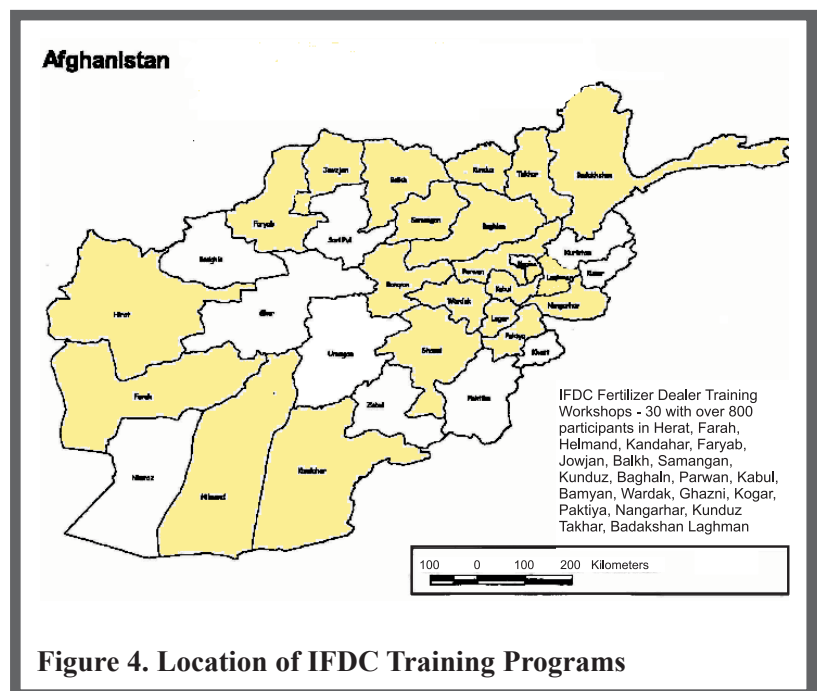 Afghanistan
Jawzjan
Balkh
Kunduz
Takhar
Badakhshan
Faryab
Samangan
Baghlan
Sari Pul
Badghis
Nuristan
Kunar
Parwan
Laghman
Bamyan
Kabul
Wardak
Nangarhar
Hirat
Ghor
Logar
Paktya
Khost
Uruzgan
Ghazni
Farah
Zabul
Paktika
Nimroz
Hilmand
Kandahar
IFDC Fertilizer Dealer Training
Workshops - 30 with over 800
participants in Herat, Farah,
Helmand, Kandahar, Faryab,
Jowjan, Balkh, Samangan,
Kunduz, Baghaln, Parwan, Kabul,
Bamyan, Wardak, Ghazni, Kogar,
Paktiya, Nangarhar, Kunduz
Takhar, Badakshan Laghman
100 0 100 200 Kilometers
Figure 4. Location of IFDC Training Programs